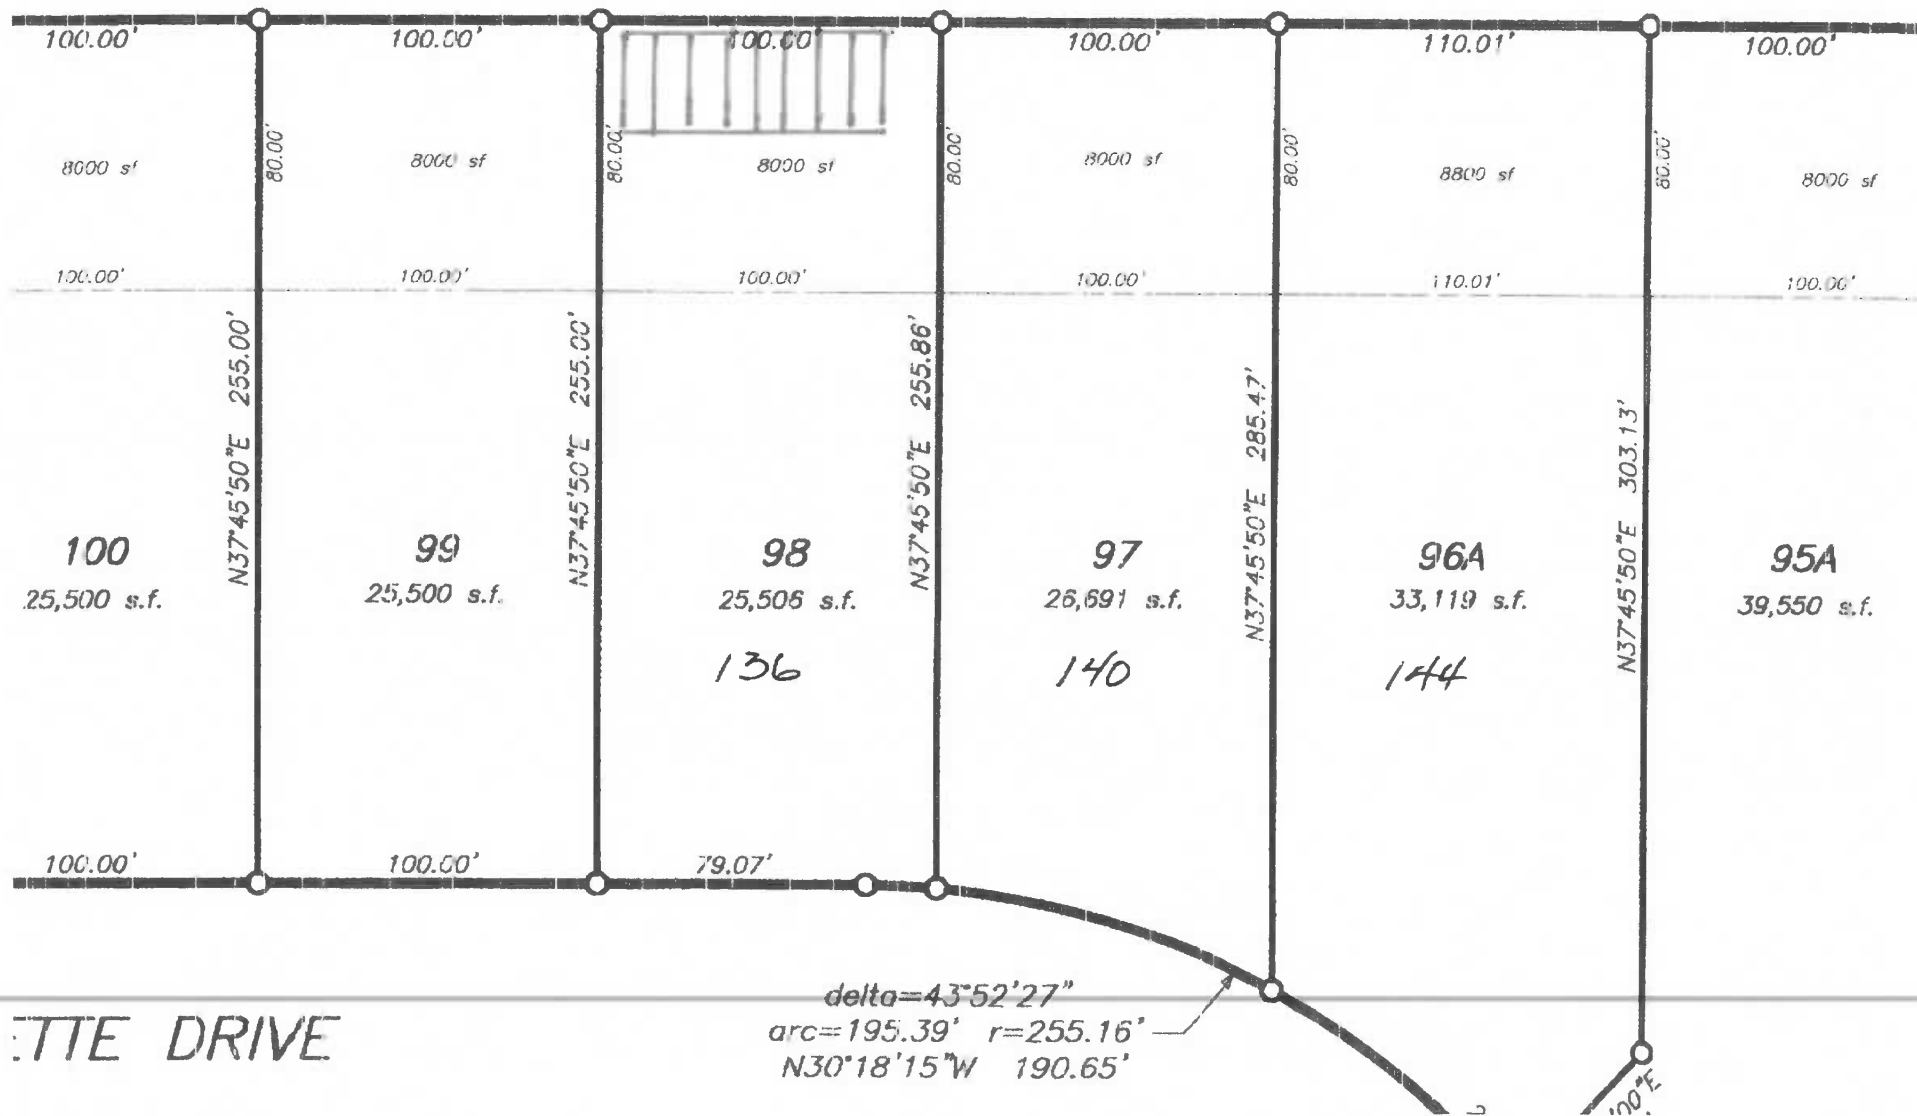 100.00' 100.00' 100.00' 100.00' 110.01' 100.00'
80.00' 80.00' 80.00' 80.00' 80.00'
8000 sf 8000 sf 8000 sf 8000 sf 8800 sf 8000 sf
100.00' 100.00' 100.00' 100.00' 110.01' 100.00'
N37°45'50"E 255.00'
N37°45'50"E 255.00'
N37°45'50"E 255.86'
N37°45'50"E 285.47'
N37°45'50"E 303.13'
100 99 98 97 96A 95A
25,500 s.f. 25,500 s.f. 25,506 s.f. 26,691 s.f. 33,119 s.f. 39,550 s.f.
136 140 144
100.00' 100.00' 79.07'
delta=43°52'27"
arc=195.39' r=255.16'
N30°18'15"W 190.65'
ETTE DRIVE
00"E